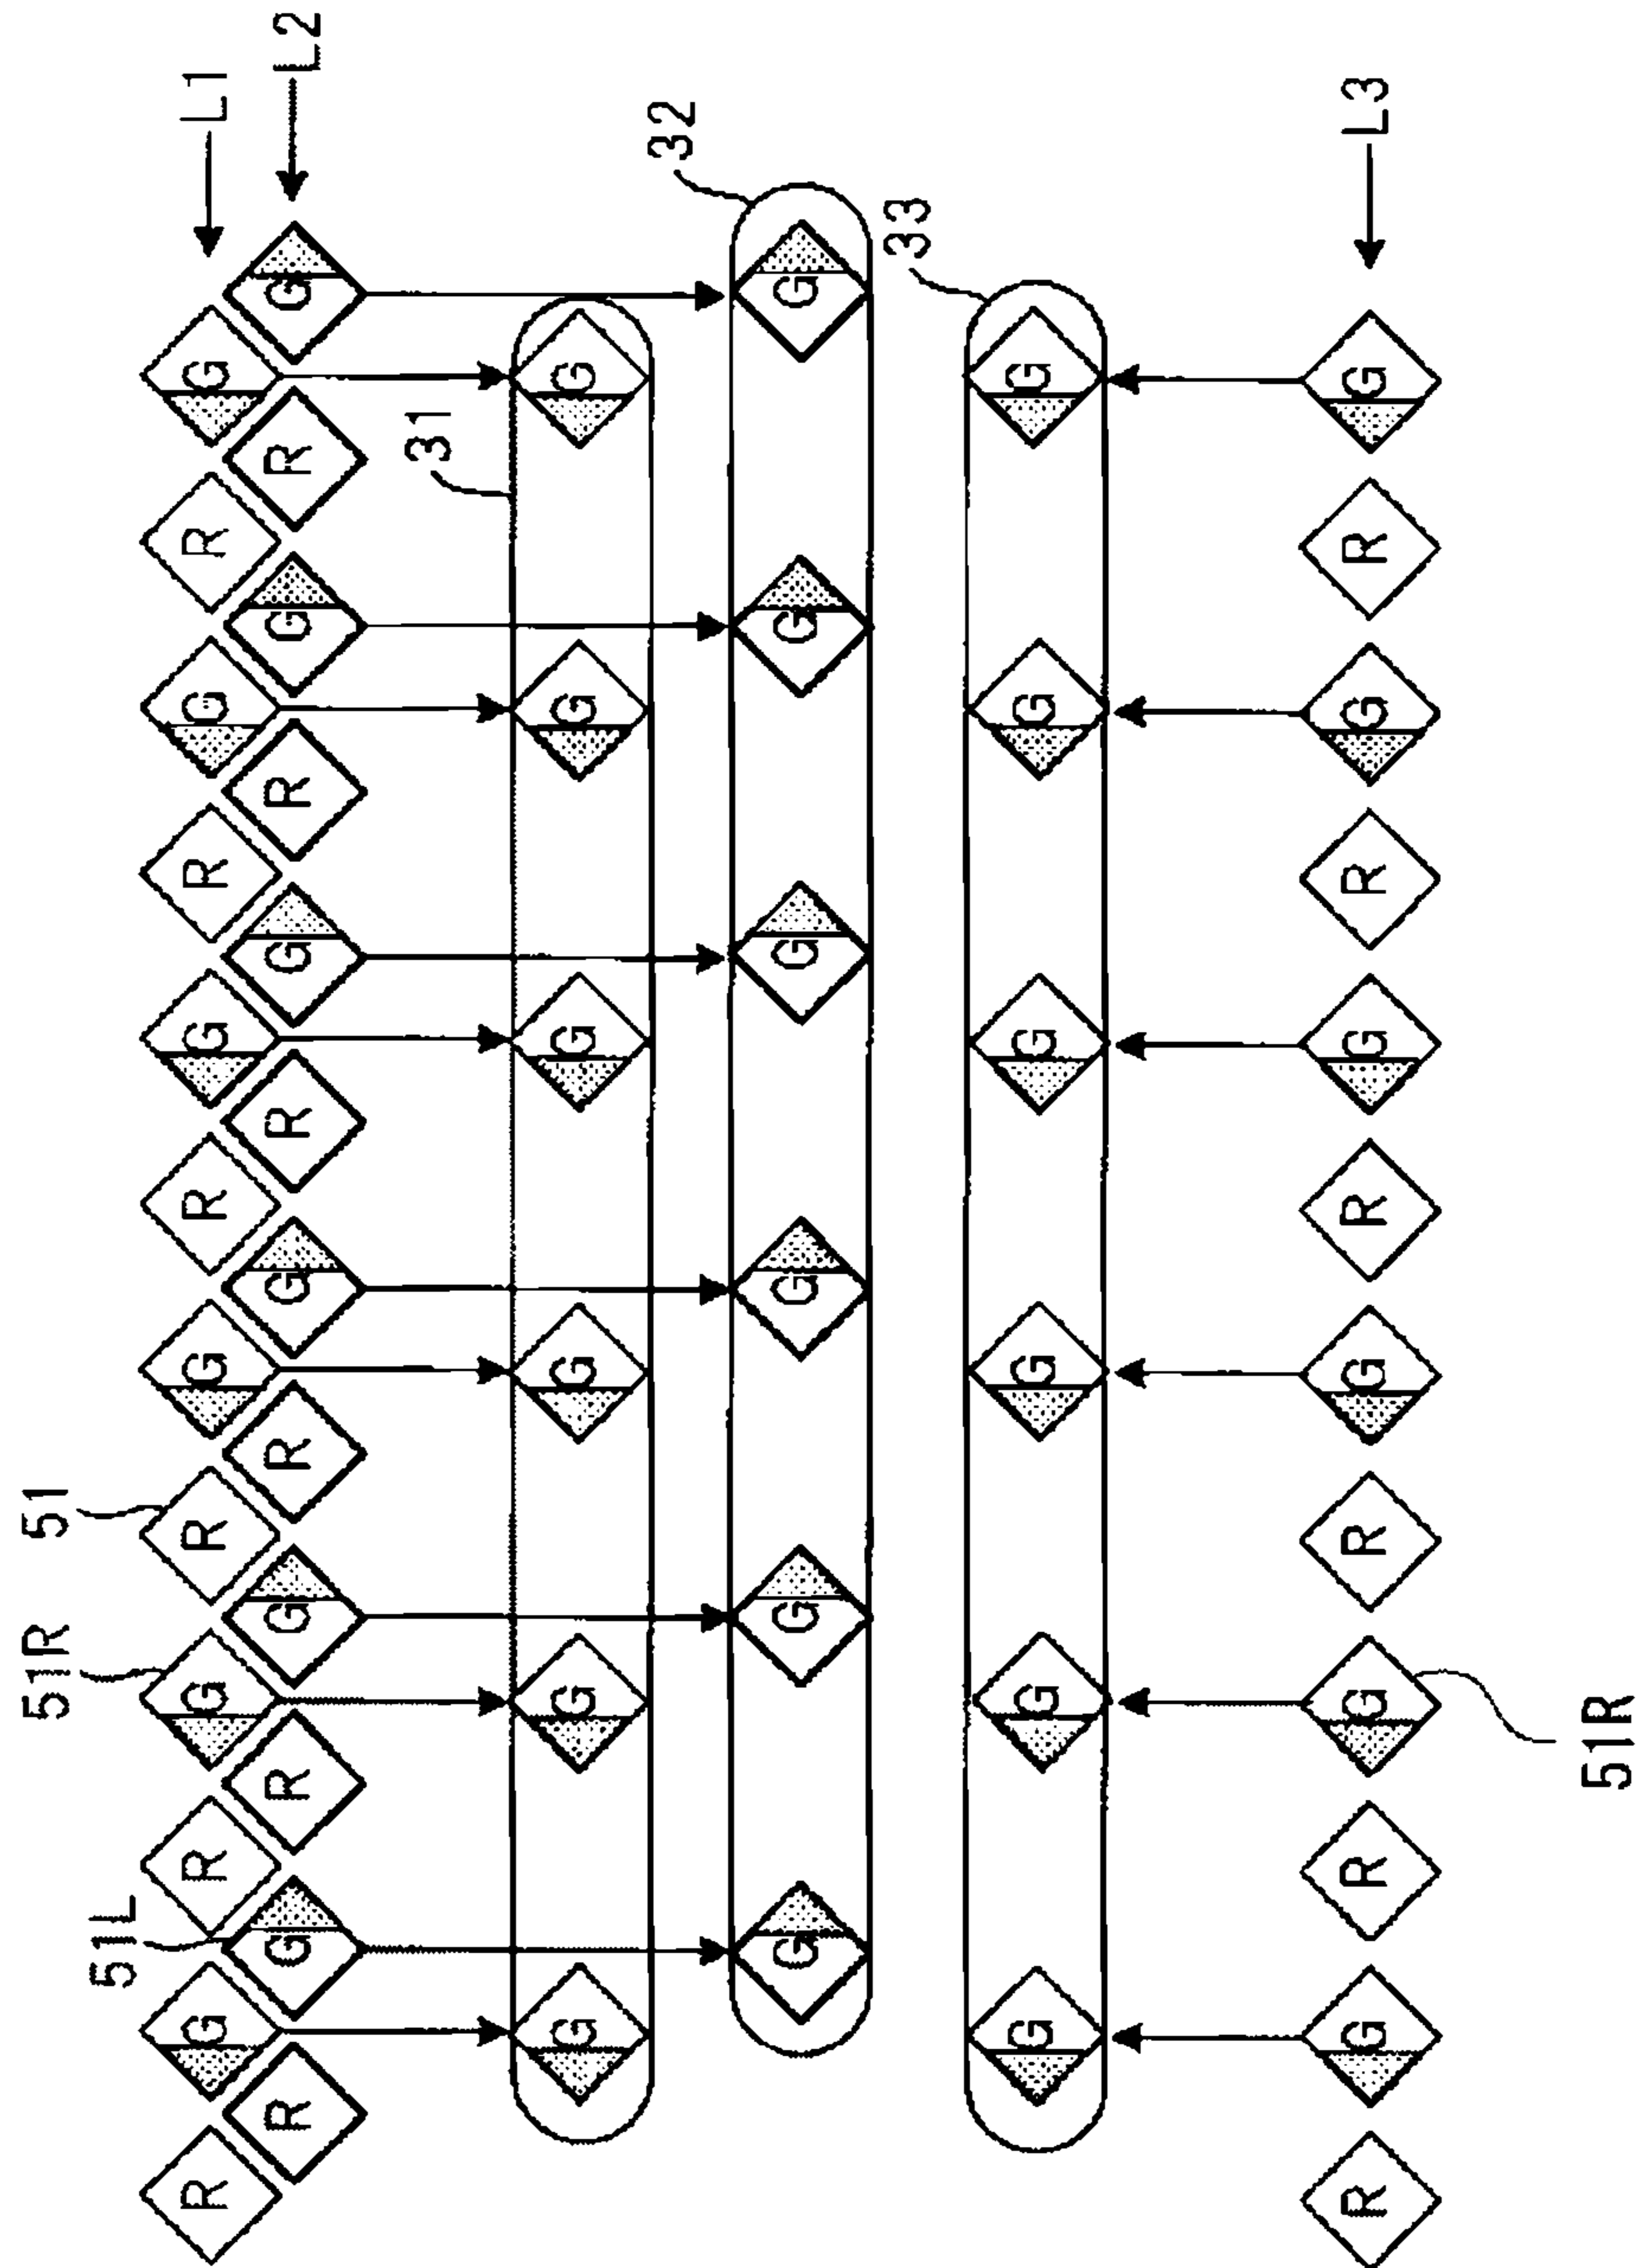 51R 51
51L
R G R G R G R G R G R G L1
R G R G R G R G R G R G L2
31
G G G G G G
32
G G G G G G
33
G G G G G G
R G R G R G R G R G R G L3
51R